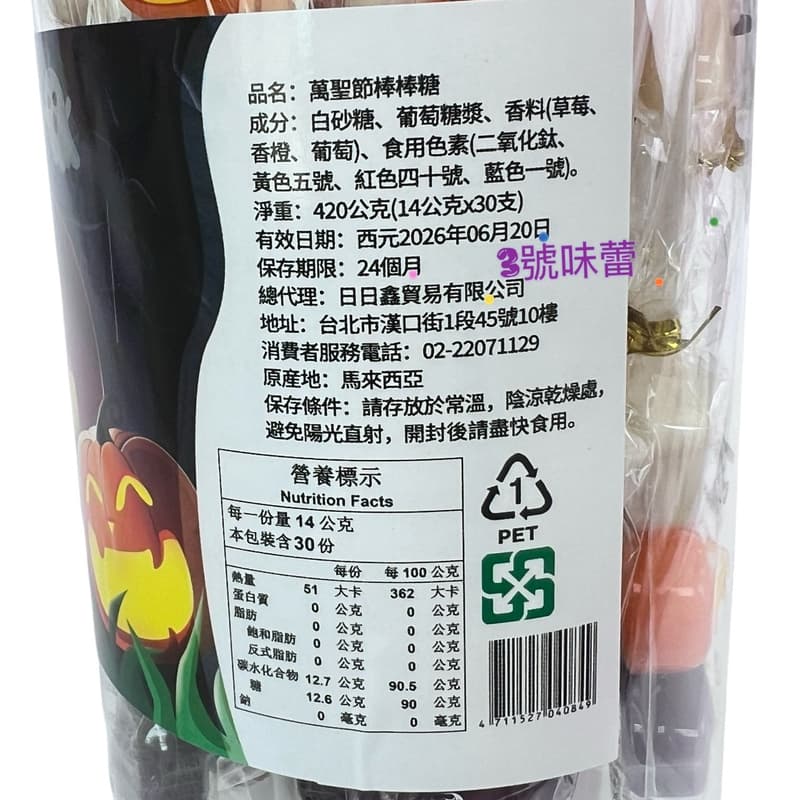 品名：萬聖節棒棒糖
成分：白砂糖、葡萄糖漿、香料(草莓、
香橙、葡萄)、食用色素(二氧化鈦、
黃色五號、紅色四十號、藍色一號)。
淨重：420公克(14公克x30支)
有效日期：西元2026年06月20日
保存期限：24個月
3號味蕾
總代理：日日鑫貿易有限公司
地址：台北市漢口街1段45號10樓
消費者服務電話：02-22071129
原產地：馬來西亞
保存條件：請存放於常溫，陰涼乾燥處，
避免陽光直射，開封後請盡快食用。
營養標示
Nutrition Facts
每一份量 14 公克
本包裝含 30 份
每份 每 100 公克
熱量 51 大卡 362 大卡
蛋白質 0 公克 0 公克
脂肪 0 公克 0 公克
飽和脂肪 0 公克 0 公克
反式脂肪 0 公克 0 公克
碳水化合物 12.7 公克 90.5 公克
糖 12.6 公克 90 公克
鈉 0 毫克 0 毫克
1
PET
4 711527 040849